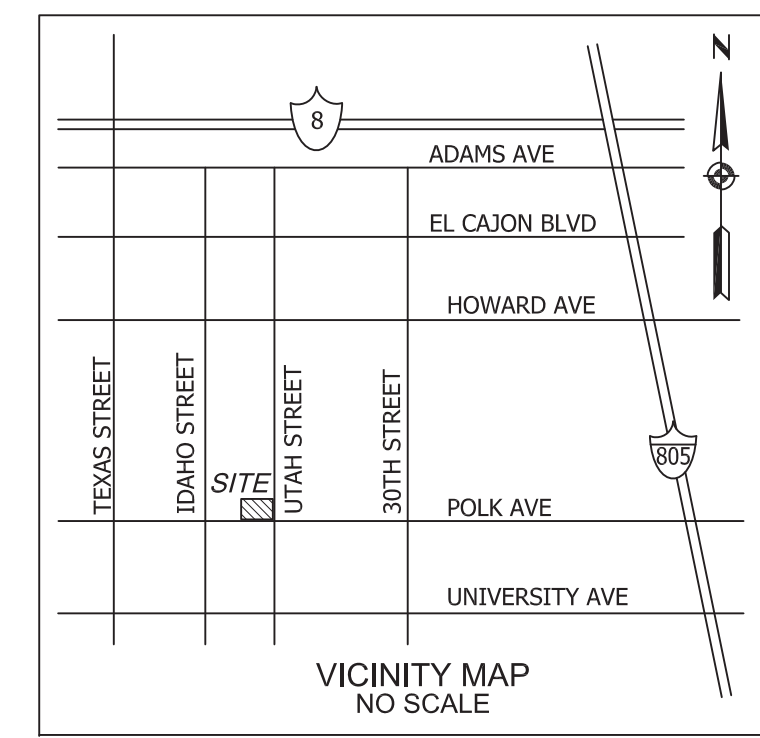 N
8
ADAMS AVE
EL CAJON BLVD
HOWARD AVE
TEXAS STREET
IDAHO STREET
SITE
UTAH STREET
30TH STREET
805
POLK AVE
UNIVERSITY AVE
VICINITY MAP
NO SCALE